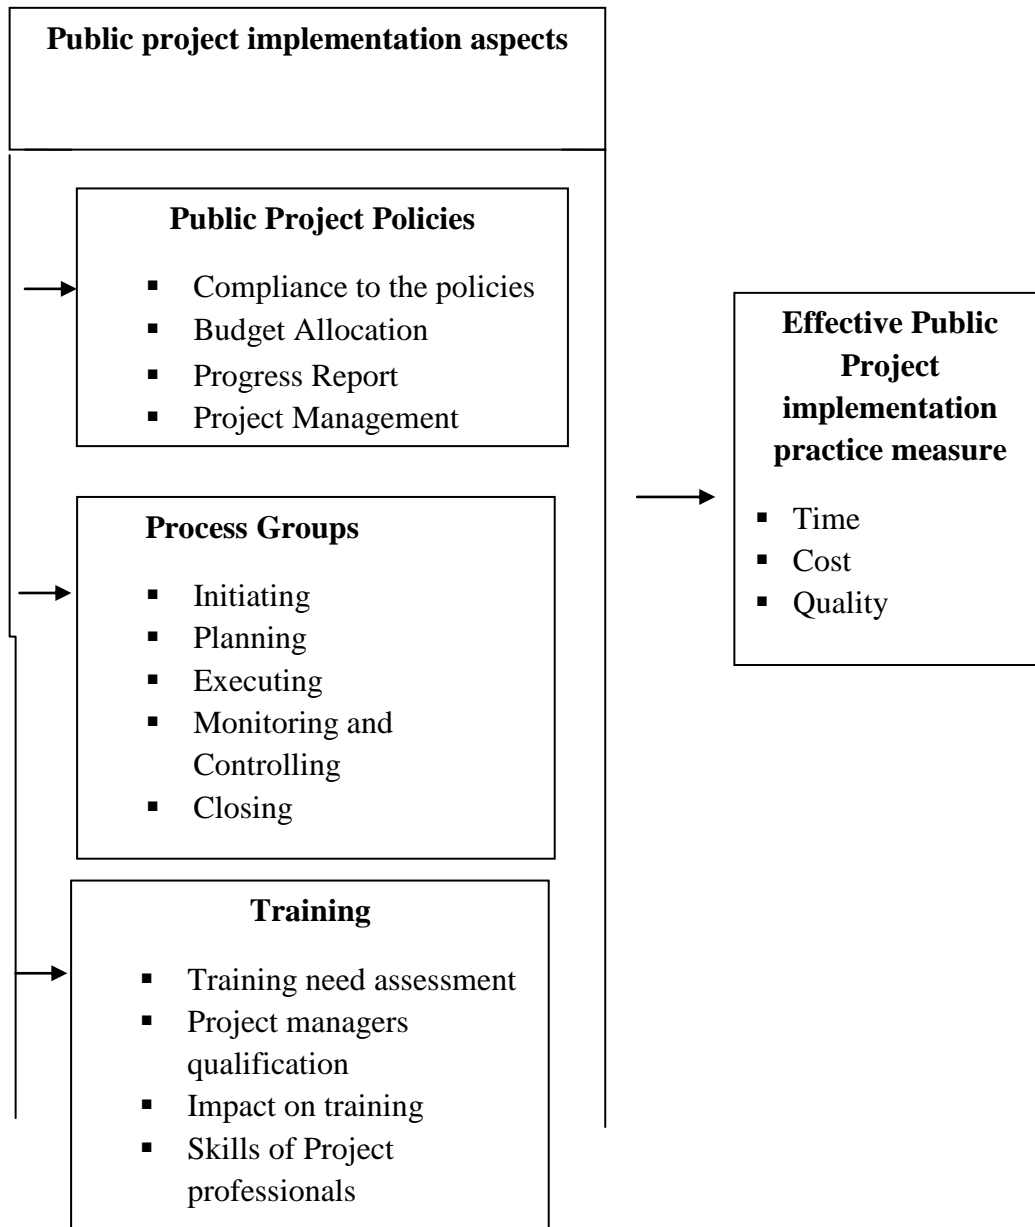 Public project implementation aspects
Public Project Policies
▪ Compliance to the policies
▪ Budget Allocation
▪ Progress Report
▪ Project Management
Process Groups
▪ Initiating
▪ Planning
▪ Executing
▪ Monitoring and
Controlling
▪ Closing
Training
▪ Training need assessment
▪ Project managers
qualification
▪ Impact on training
▪ Skills of Project
professionals
Effective Public
Project
implementation
practice measure
▪ Time
▪ Cost
▪ Quality